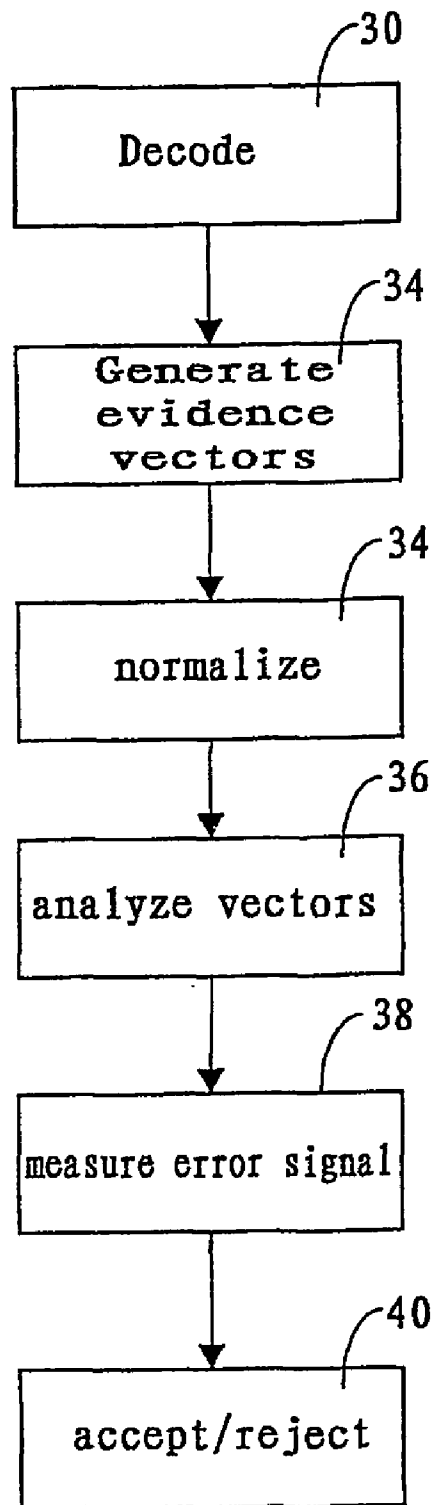 30
Decode
34
Generate
evidence
vectors
34
normalize
36
analyze vectors
38
measure error signal
40
accept/reject